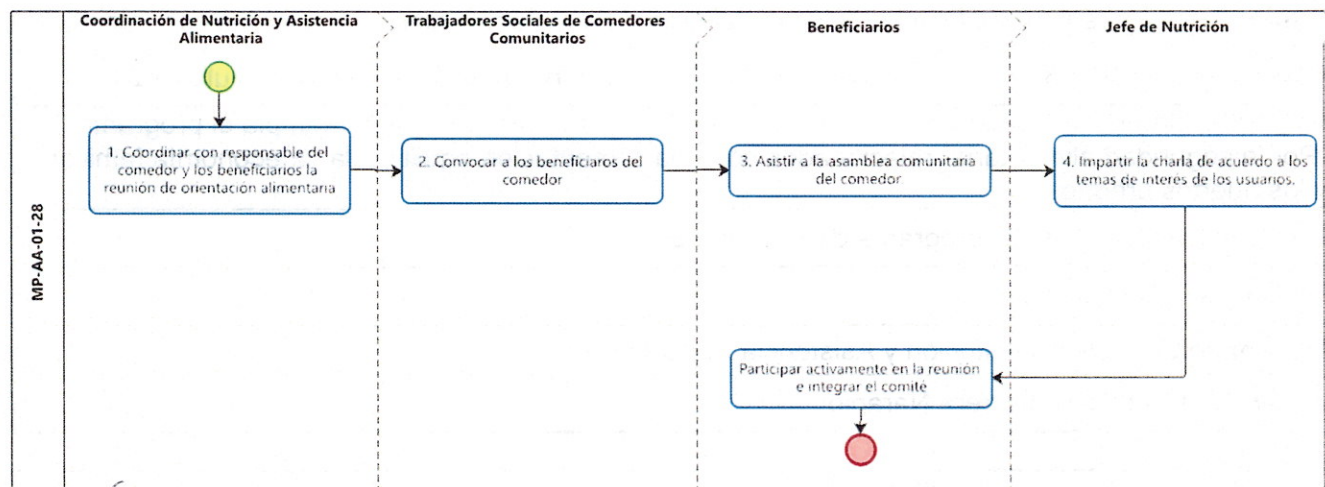 Coordinación de Nutrición y Asistencia
Alimentaria
Trabajadores Sociales de Comedores
Comunitarios
Beneficiarios
Jefe de Nutrición
MP-AA-01-28
1. Coordinar con responsable del
comedor y los beneficiarios la
reunión de orientación alimentaria
2. Convocar a los beneficiaros del
comedor
3. Asistir a la asamblea comunitaria
del comedor.
4. Impartir la charla de acuerdo a los
temas de interés de los usuarios.
Participar activamente en la reunión
e integrar el comité